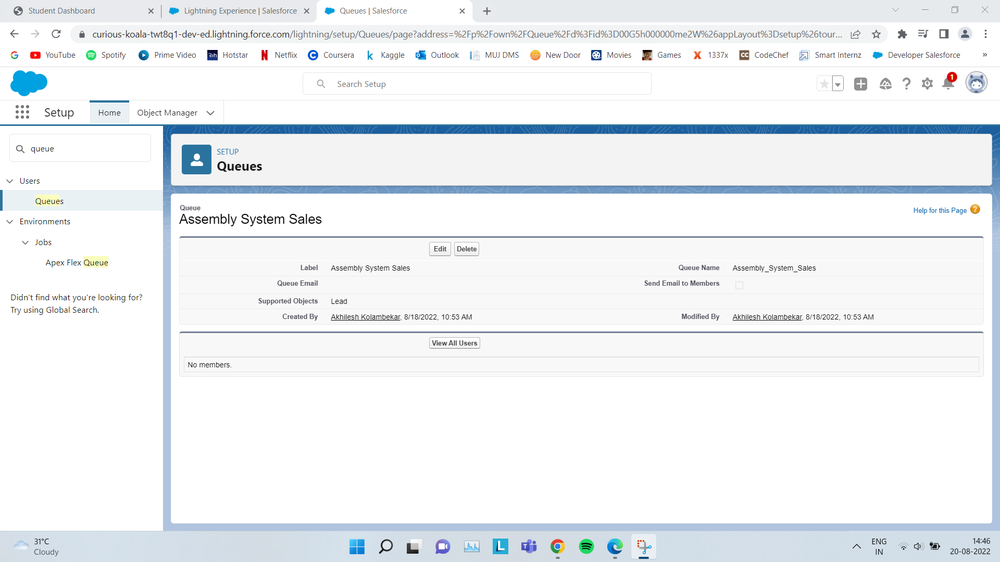 Student Dashboard
Lightning Experience | Salesforce
Queues | Salesforce
curious-koala-twt8q1-dev-ed.lightning.force.com/lightning/setup/Queues/page?address=%2Fp%2Fown%2FQueue%2Fd%3Fid%3D00G5h000000me2W%26appLayout%3Dsetup%26tour...
YouTube Spotify Prime Video Hotstar Netflix Coursera Kaggle Outlook MUJ DMS New Door Movies Games 1337x CodeChef Smart Internz Developer Salesforce »
Search Setup
1
Setup
Home
Object Manager
queue
Users
Queues
Environments
Jobs
Apex Flex Queue
Didn't find what you're looking for?
Try using Global Search.
SETUP
Queues
Queue
Assembly System Sales
Help for this Page ?
Edit Delete
Label Assembly System Sales Queue Name Assembly_System_Sales
Queue Email Send Email to Members
Supported Objects Lead
Created By Akhilesh Kolambekar, 8/18/2022, 10:53 AM Modified By Akhilesh Kolambekar, 8/18/2022, 10:53 AM
View All Users
No members.
31°C
Cloudy
ENG
IN
14:46
20-08-2022